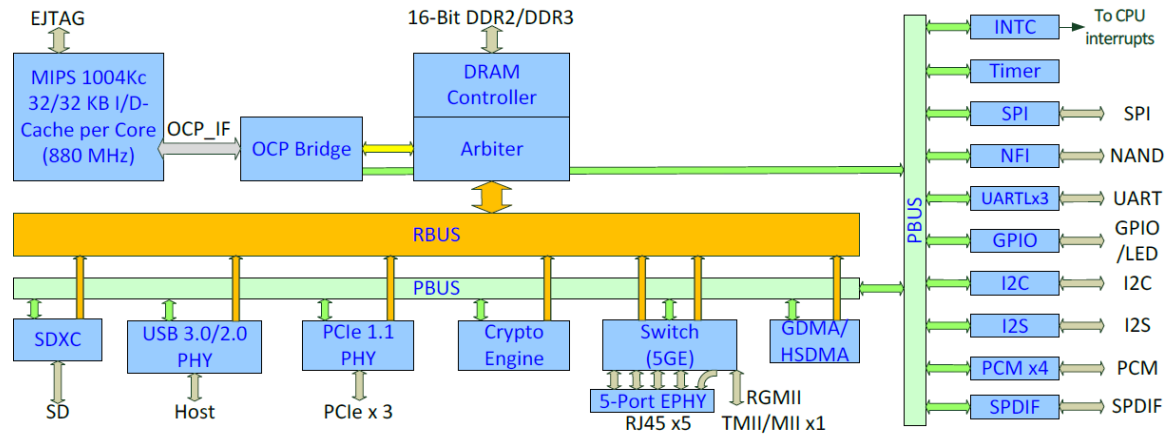 EJTAG
16-Bit DDR2/DDR3
MIPS 1004Kc
32/32 KB I/D-
Cache per Core
(880 MHz)
OCP_IF
OCP Bridge
DRAM
Controller
Arbiter
RBUS
PBUS
SDXC
USB 3.0/2.0
PHY
PCIe 1.1
PHY
Crypto
Engine
Switch
(5GE)
GDMA/
HSDMA
5-Port EPHY
SD
Host
PCIe x 3
RJ45 x5
RGMII
TMII/MII x1
PBUS
INTC
To CPU
interrupts
Timer
SPI
SPI
NFI
NAND
UARTLx3
UART
GPIO
GPIO
/LED
I2C
I2C
I2S
I2S
PCM x4
PCM
SPDIF
SPDIF